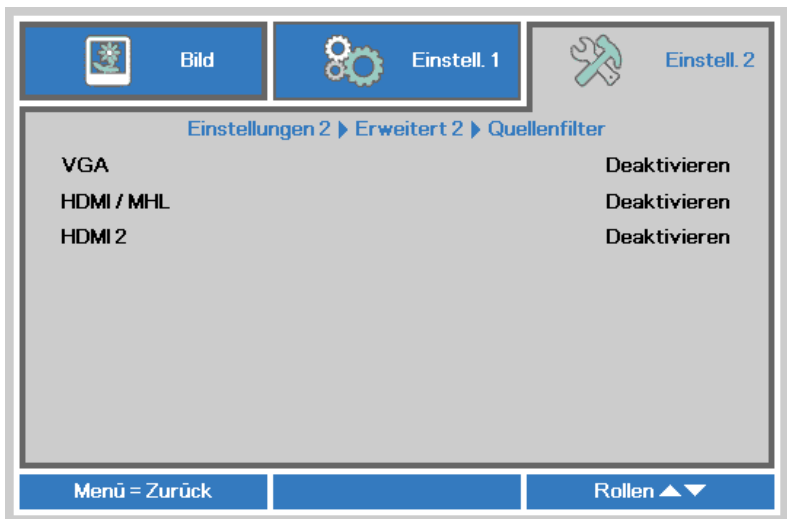 Bild
Einstell. 1
Einstell. 2
Einstellungen 2 ▶ Erweitert 2 ▶ Quellenfilter
VGA Deaktivieren
HDMI / MHL Deaktivieren
HDMI 2 Deaktivieren
Menü = Zurück
Rollen ▲▼